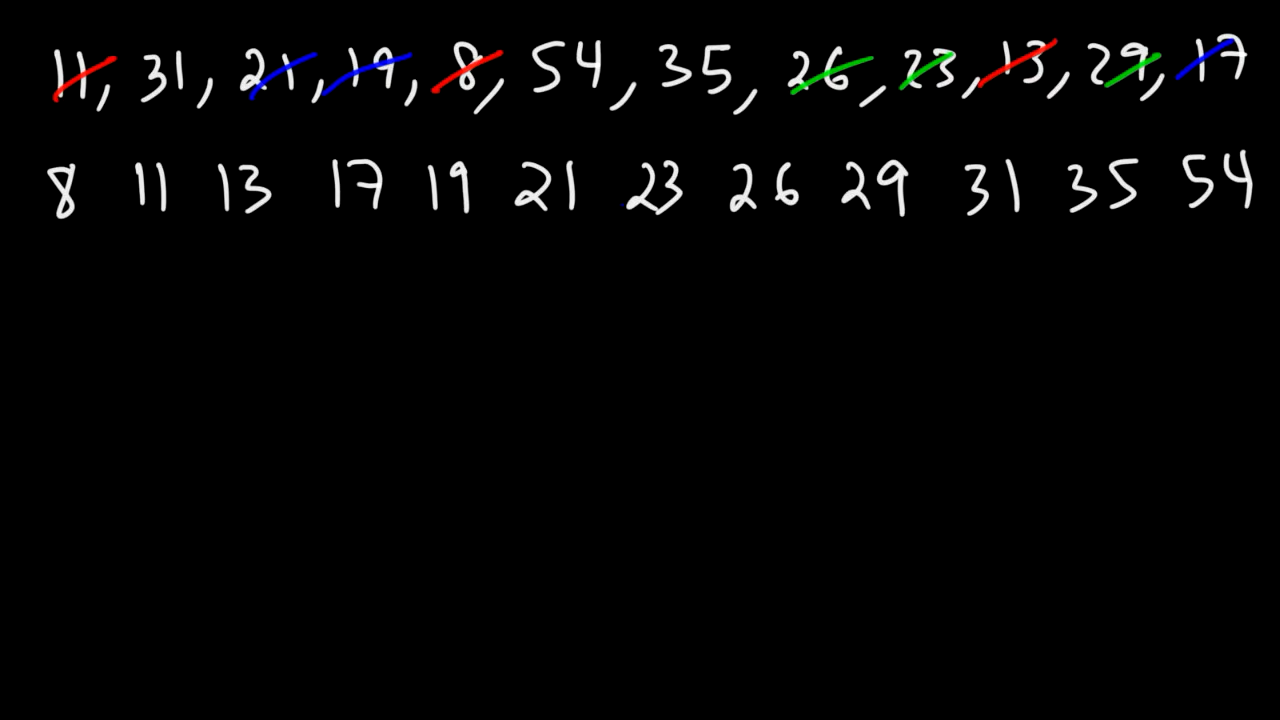 11, 31, 21, 19, 8, 54, 35, 26, 23, 13, 29, 17
8 11 13 17 19 21 23 26 29 31 35 54